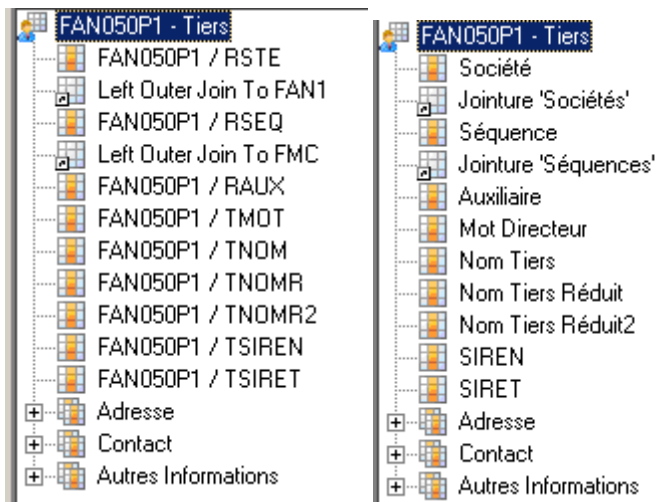 FAN050P1 - Tiers
FAN050P1 / RSTE
Left Outer Join To FAN1
FAN050P1 / RSEQ
Left Outer Join To FMC
FAN050P1 / RAUX
FAN050P1 / TMOT
FAN050P1 / TNOM
FAN050P1 / TNOMR
FAN050P1 / TNOMR2
FAN050P1 / TSIREN
FAN050P1 / TSIRET
Adresse
Contact
Autres Informations
FAN050P1 - Tiers
Société
Jointure 'Sociétés'
Séquence
Jointure 'Séquences'
Auxiliaire
Mot Directeur
Nom Tiers
Nom Tiers Réduit
Nom Tiers Réduit2
SIREN
SIRET
Adresse
Contact
Autres Informations